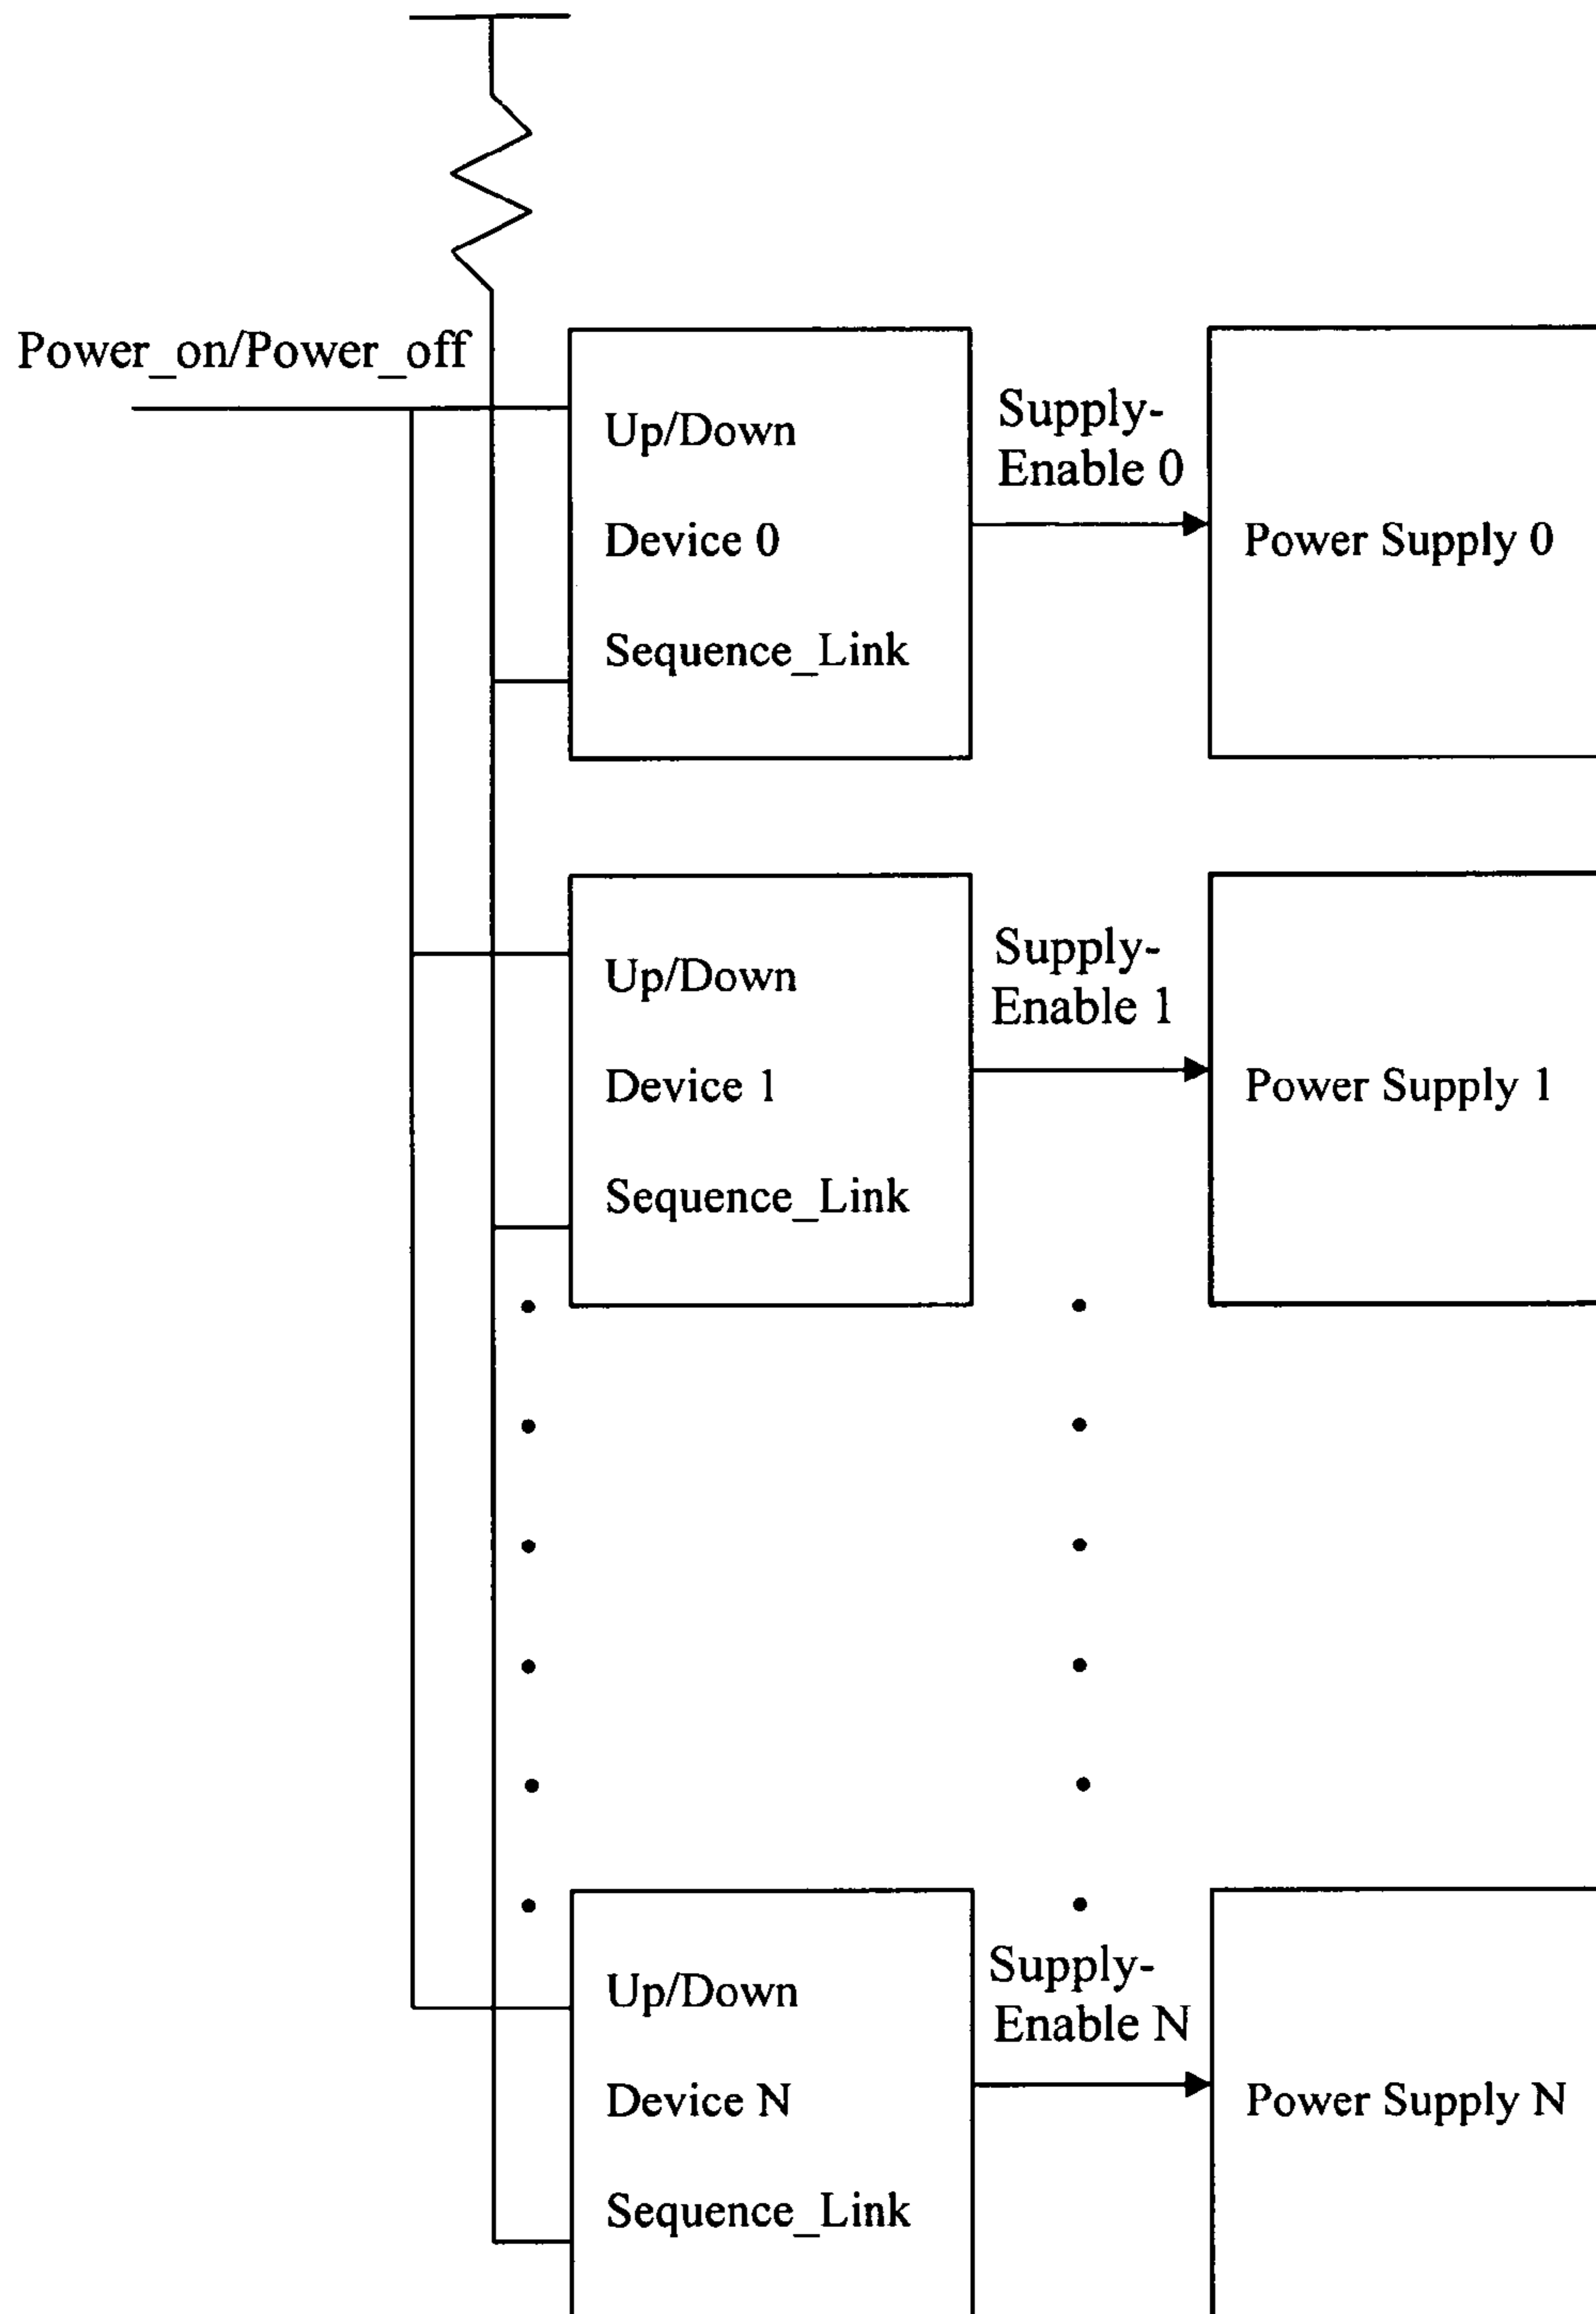 Power_on/Power_off
Up/Down
Device 0
Sequence_Link
Supply-
Enable 0
Power Supply 0
Up/Down
Device 1
Sequence_Link
Supply-
Enable 1
Power Supply 1
Up/Down
Device N
Sequence_Link
Supply-
Enable N
Power Supply N